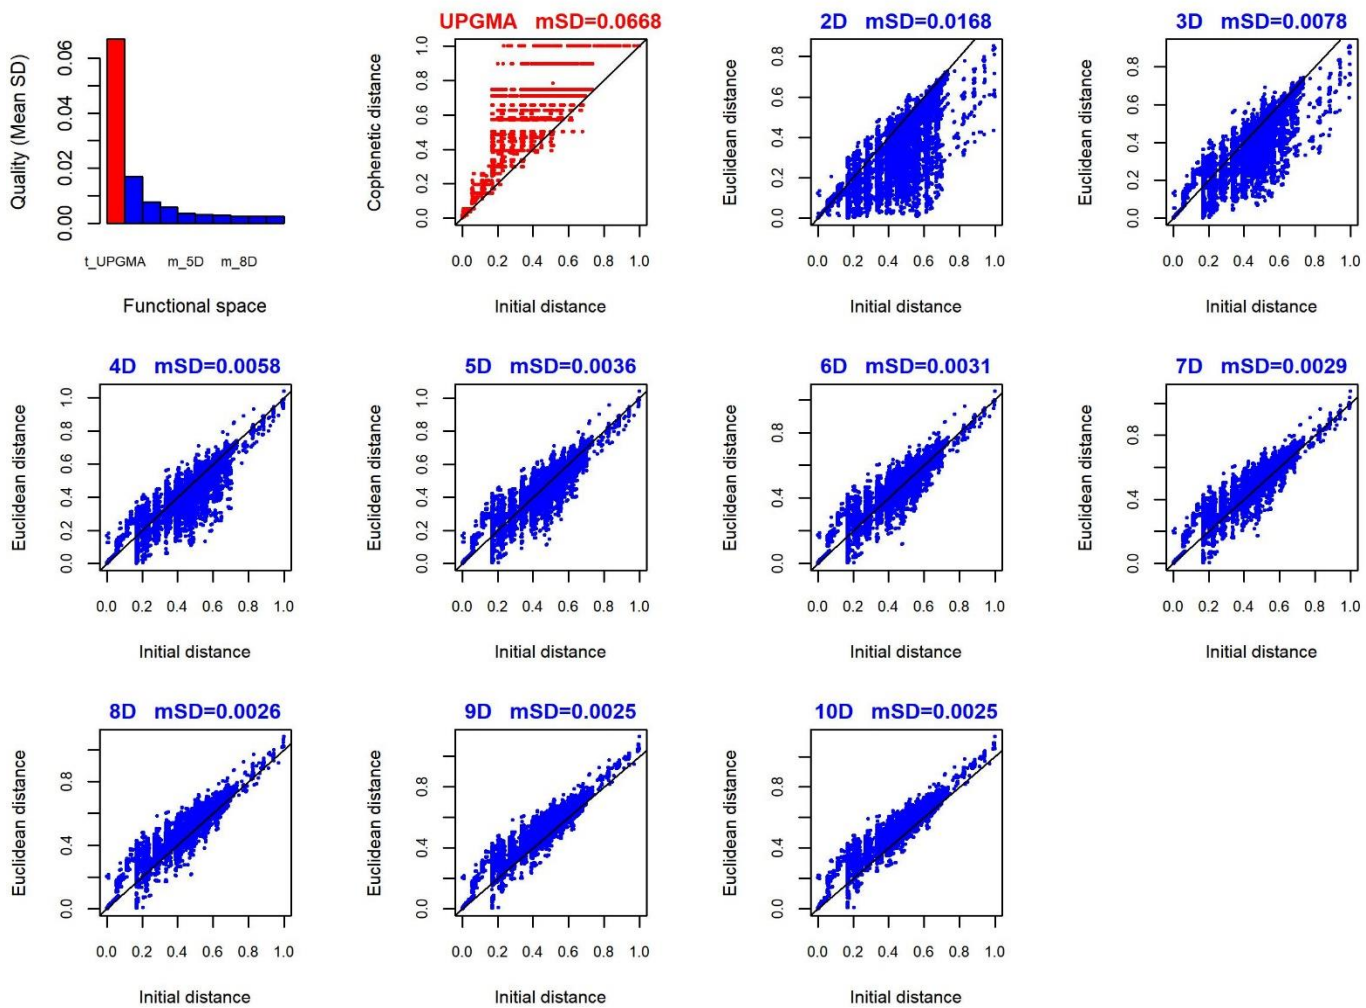 Quality (Mean SD)
0.00 0.02 0.04 0.06
t_UPGMA m_5D m_8D
Functional space
UPGMA mSD=0.0668
Cophenetic distance
0.0 0.2 0.4 0.6 0.8 1.0
0.0 0.2 0.4 0.6 0.8 1.0
Initial distance
2D mSD=0.0168
Euclidean distance
0.0 0.2 0.4 0.6 0.8
0.0 0.2 0.4 0.6 0.8 1.0
Initial distance
3D mSD=0.0078
Euclidean distance
0.0 0.2 0.4 0.6 0.8
0.0 0.2 0.4 0.6 0.8 1.0
Initial distance
4D mSD=0.0058
Euclidean distance
0.0 0.2 0.4 0.6 0.8 1.0
0.0 0.2 0.4 0.6 0.8 1.0
Initial distance
5D mSD=0.0036
Euclidean distance
0.0 0.2 0.4 0.6 0.8 1.0
0.0 0.2 0.4 0.6 0.8 1.0
Initial distance
6D mSD=0.0031
Euclidean distance
0.0 0.4 0.8
0.0 0.2 0.4 0.6 0.8 1.0
Initial distance
7D mSD=0.0029
Euclidean distance
0.0 0.4 0.8
0.0 0.2 0.4 0.6 0.8 1.0
Initial distance
8D mSD=0.0026
Euclidean distance
0.0 0.4 0.8
0.0 0.2 0.4 0.6 0.8 1.0
Initial distance
9D mSD=0.0025
Euclidean distance
0.0 0.4 0.8
0.0 0.2 0.4 0.6 0.8 1.0
Initial distance
10D mSD=0.0025
Euclidean distance
0.0 0.4 0.8
0.0 0.2 0.4 0.6 0.8 1.0
Initial distance